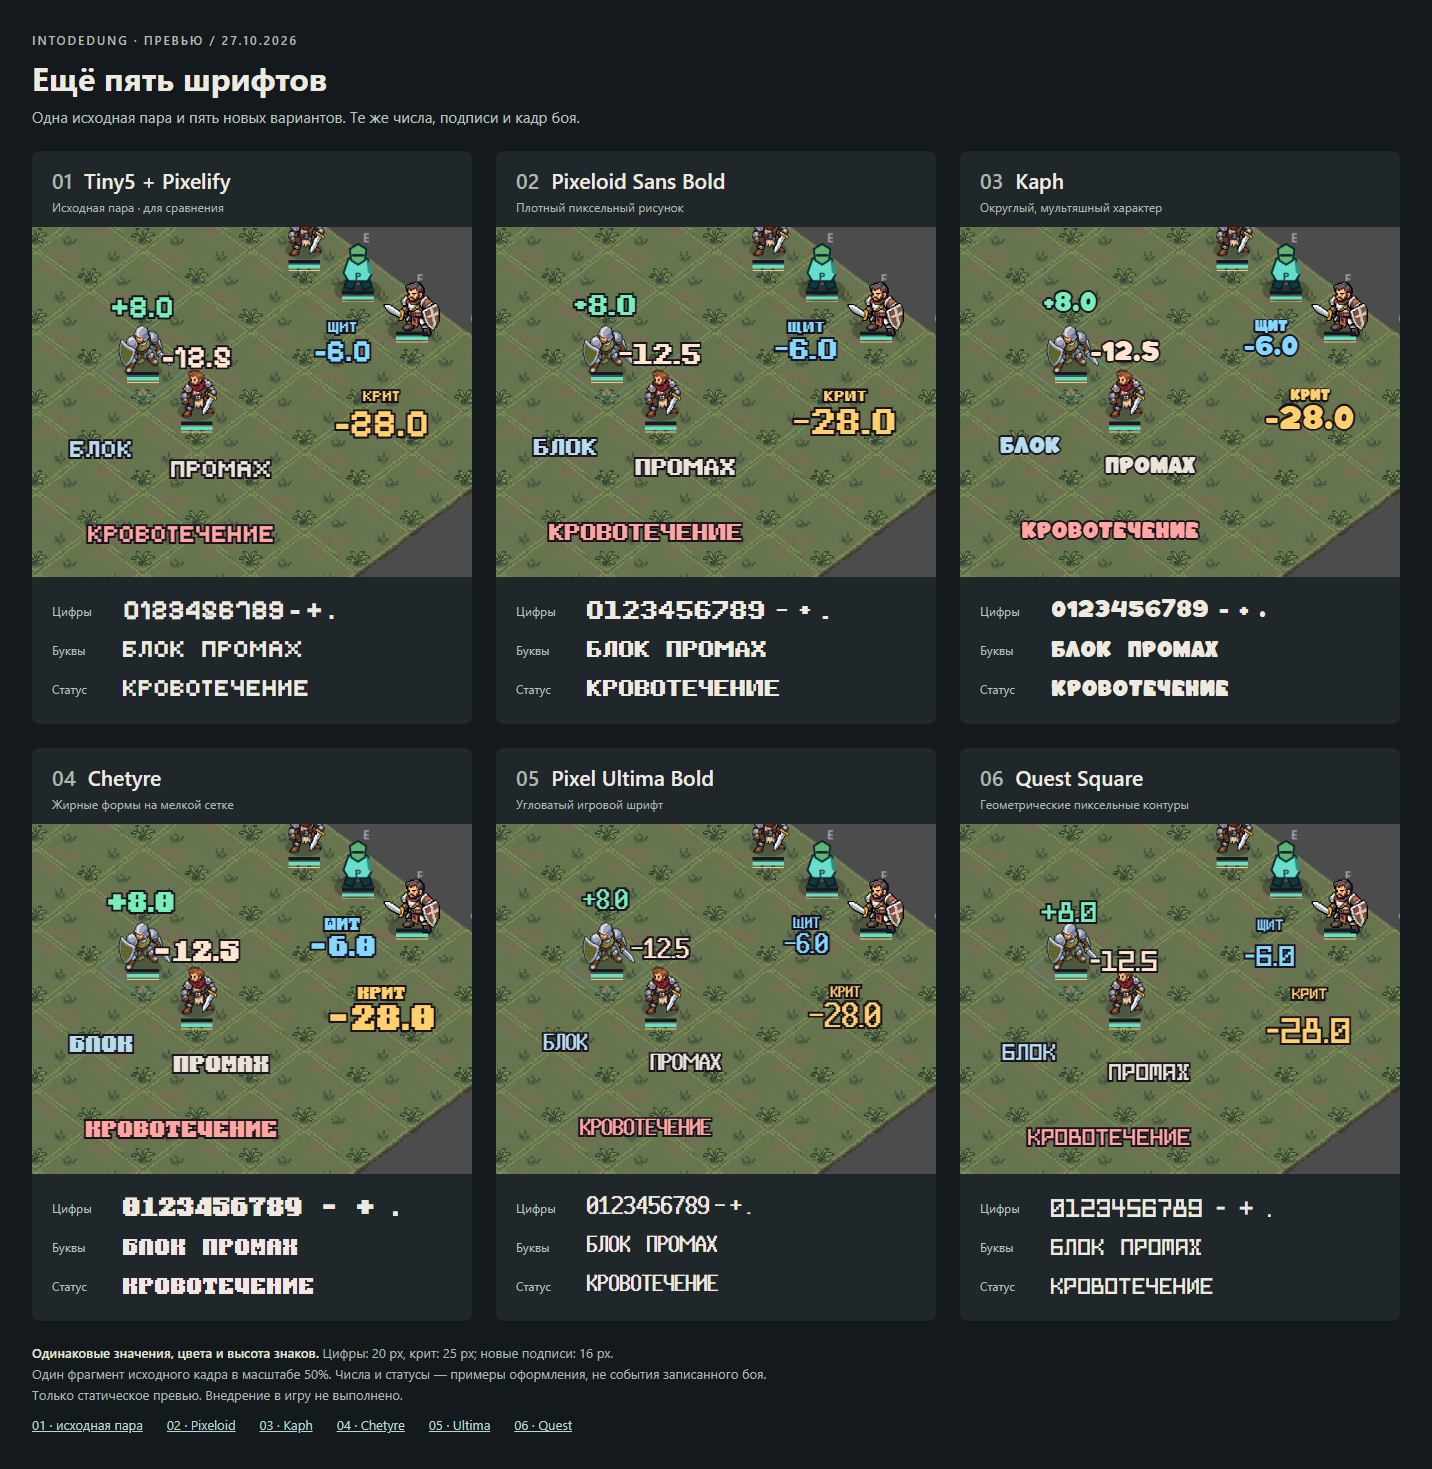 INTODEDUNG · ПРЕВЬЮ / 27.10.2026
Ещё пять шрифтов
Одна исходная пара и пять новых вариантов. Те же числа, подписи и кадр боя.
01 Tiny5 + Pixelify
Исходная пара · для сравнения
E
P
F
+8.0
ЩИТ
-12.8
-6.0
КРИТ
-28.0
БЛОК
ПРОМАХ
КРОВОТЕЧЕНИЕ
Цифры 0123456789 - + .
Буквы БЛОК ПРОМАХ
Статус КРОВОТЕЧЕНИЕ
02 Pixeloid Sans Bold
Плотный пиксельный рисунок
E
P
F
+8.0
ЩИТ
-12.5
-6.0
КРИТ
-28.0
БЛОК
ПРОМАХ
КРОВОТЕЧЕНИЕ
Цифры 0123456789 - + .
Буквы БЛОК ПРОМАХ
Статус КРОВОТЕЧЕНИЕ
03 Kaph
Округлый, мультяшный характер
E
P
F
+8.0
ЩИТ
-12.5
-6.0
КРИТ
-28.0
БЛОК
ПРОМАХ
КРОВОТЕЧЕНИЕ
Цифры 0123456789 - + .
Буквы БЛОК ПРОМАХ
Статус КРОВОТЕЧЕНИЕ
04 Chetyre
Жирные формы на мелкой сетке
E
P
F
+8.0
ЩИТ
-12.5
-6.0
КРИТ
-28.0
БЛОК
ПРОМАХ
КРОВОТЕЧЕНИЕ
Цифры 0123456789 - + .
Буквы БЛОК ПРОМАХ
Статус КРОВОТЕЧЕНИЕ
05 Pixel Ultima Bold
Угловатый игровой шрифт
E
P
F
+8.0
ЩИТ
-12.5
-6.0
КРИТ
-28.0
БЛОК
ПРОМАХ
КРОВОТЕЧЕНИЕ
Цифры 0123456789 - + .
Буквы БЛОК ПРОМАХ
Статус КРОВОТЕЧЕНИЕ
06 Quest Square
Геометрические пиксельные контуры
E
P
F
+8.0
ЩИТ
-12.5
-6.0
КРИТ
-28.0
БЛОК
ПРОМАХ
КРОВОТЕЧЕНИЕ
Цифры 0123456789 - + .
Буквы БЛОК ПРОМАХ
Статус КРОВОТЕЧЕНИЕ
Одинаковые значения, цвета и высота знаков. Цифры: 20 px, крит: 25 px; новые подписи: 16 px.
Один фрагмент исходного кадра в масштабе 50%. Числа и статусы — примеры оформления, не события записанного боя.
Только статическое превью. Внедрение в игру не выполнено.
01 · исходная пара 02 · Pixeloid 03 · Kaph 04 · Chetyre 05 · Ultima 06 · Quest